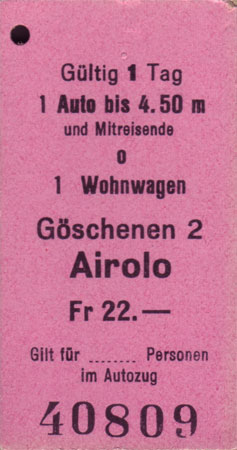 Gültig 1 Tag
1 Auto bis 4.50 m
und Mitreisende
o
1 Wohnwagen
Göschenen 2
Airolo
Fr 22.—
Gilt für ....... Personen
im Autozug
40809